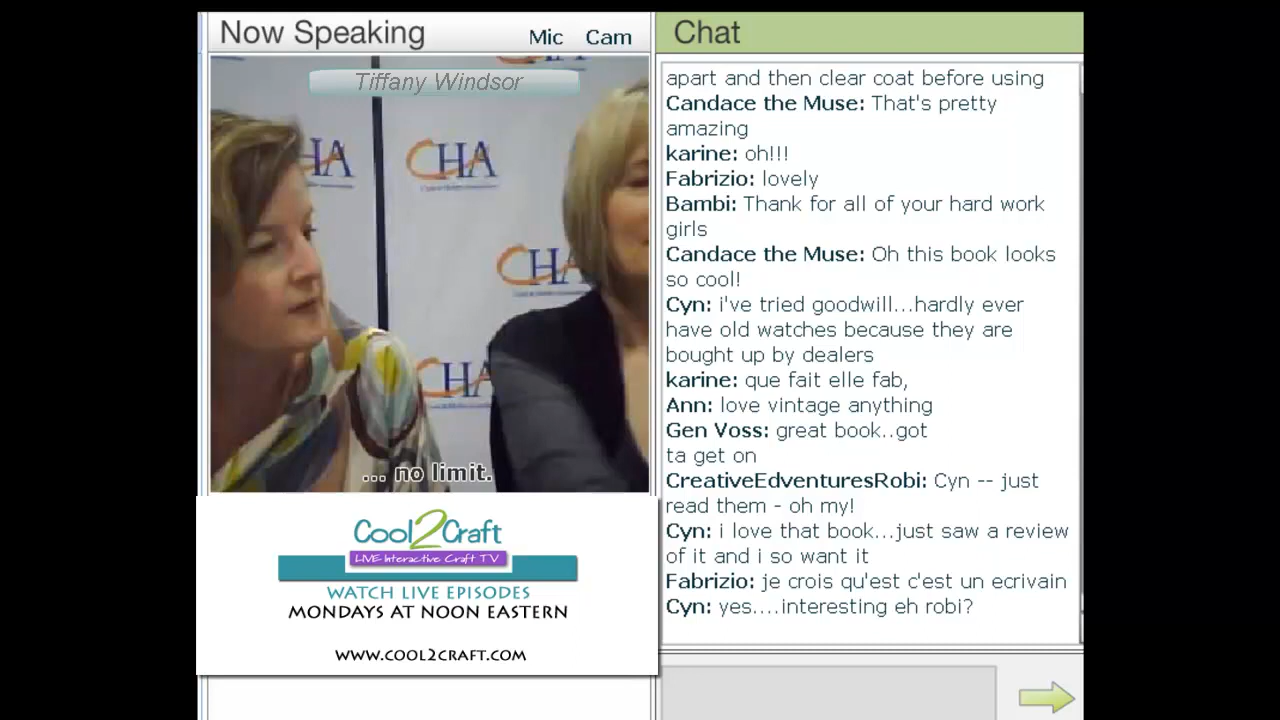 Now Speaking
Mic Cam
Tiffany Windsor
HA
CHA
CHA
CHA
... no limit.
Cool2Craft
LIVE Interactive Craft TV
WATCH LIVE EPISODES
MONDAYS AT NOON EASTERN
WWW.COOL2CRAFT.COM
Chat
apart and then clear coat before using
Candace the Muse: That's pretty
amazing
karine: oh!!!
Fabrizio: lovely
Bambi: Thank for all of your hard work
girls
Candace the Muse: Oh this book looks
so cool!
Cyn: i've tried goodwill...hardly ever
have old watches because they are
bought up by dealers
karine: que fait elle fab,
Ann: love vintage anything
Gen Voss: great book..got
ta get on
CreativeEdventuresRobi: Cyn -- just
read them - oh my!
Cyn: i love that book...just saw a review
of it and i so want it
Fabrizio: je crois qu'est c'est un ecrivain
Cyn: yes....interesting eh robi?